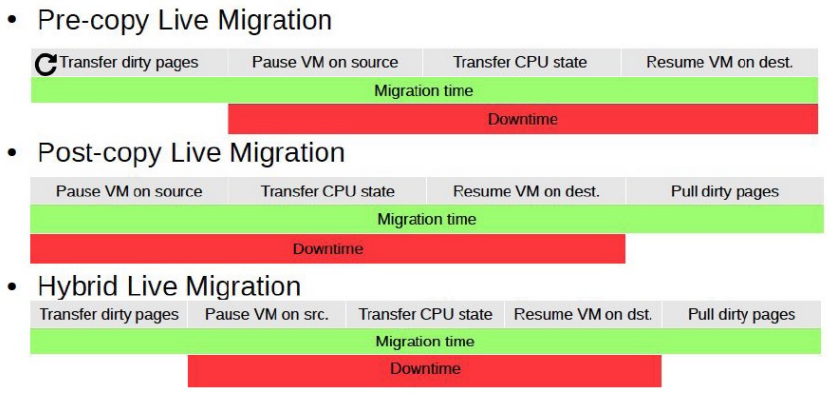 • Pre-copy Live Migration
Transfer dirty pages Pause VM on source Transfer CPU state Resume VM on dest.
Migration time
Downtime
• Post-copy Live Migration
Pause VM on source Transfer CPU state Resume VM on dest. Pull dirty pages
Migration time
Downtime
• Hybrid Live Migration
Transfer dirty pages Pause VM on src. Transfer CPU state Resume VM on dst. Pull dirty pages
Migration time
Downtime